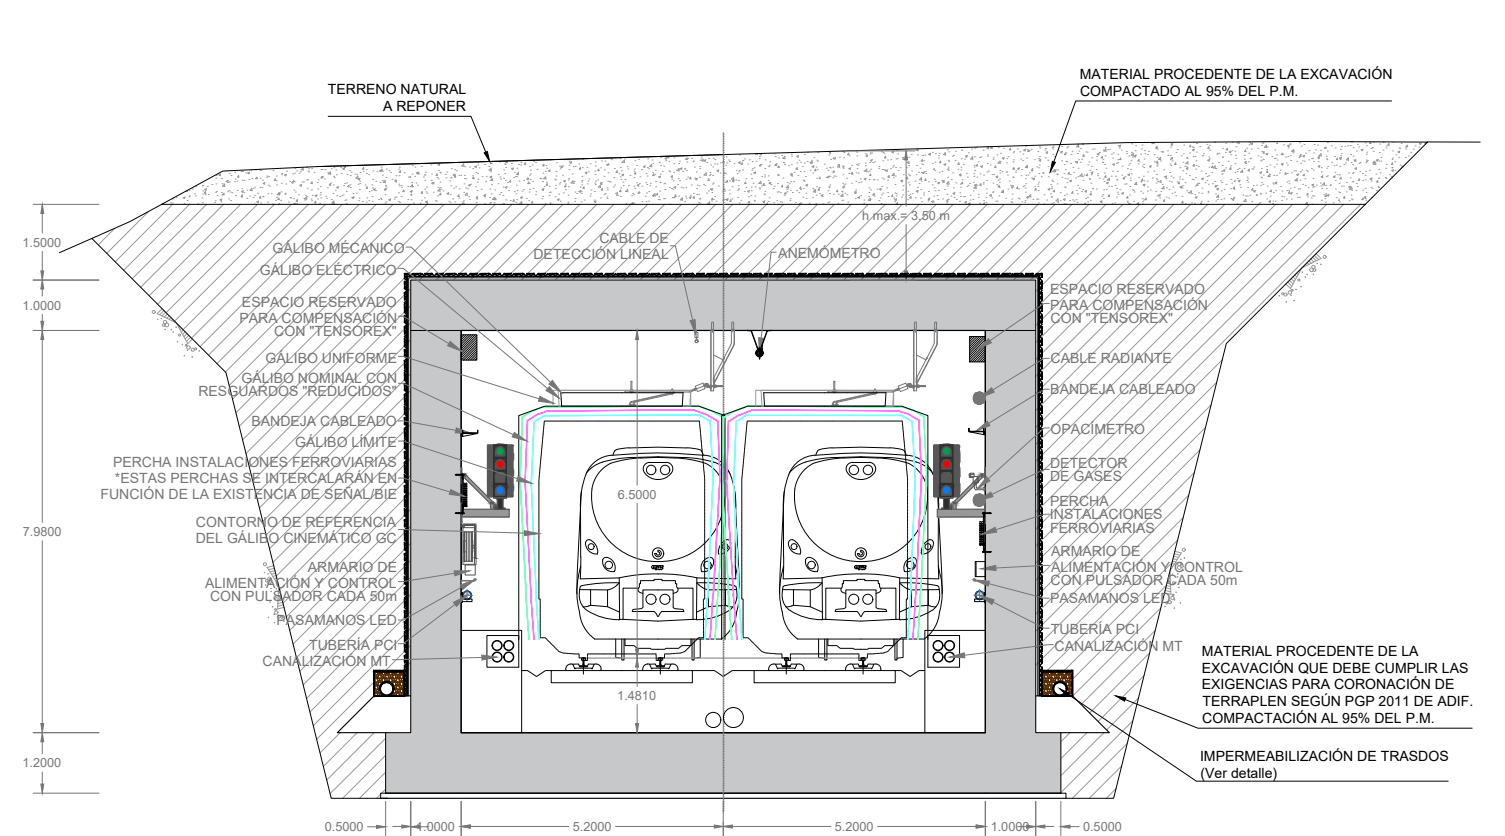 TERRENO NATURAL
A REPONER
MATERIAL PROCEDENTE DE LA EXCAVACIÓN
COMPACTADO AL 95% DEL P.M.
h max.= 3,50 m
1.5000
1.0000
7.9800
1.2000
GÁLIBO MÉCANICO
GÁLIBO ELÉCTRICO
ESPACIO RESERVADO
PARA COMPENSACIÓN
CON "TENSOREX"
GÁLIBO UNIFORME
GÁLIBO NOMINAL CON
RESGUARDOS "REDUCIDOS"
BANDEJA CABLEADO
GÁLIBO LÍMITE
PERCHA INSTALACIONES FERROVIARIAS
*ESTAS PERCHAS SE INTERCALARÁN EN
FUNCIÓN DE LA EXISTENCIA DE SEÑAL/BIE
CONTORNO DE REFERENCIA
DEL GÁLIBO CINEMÁTICO GC
ARMARIO DE
ALIMENTACIÓN Y CONTROL
CON PULSADOR CADA 50m
PASAMANOS LED
TUBERÍA PCI
CANALIZACIÓN MT
CABLE DE
DETECCIÓN LINEAL
ANEMÓMETRO
6.5000
1.4810
ESPACIO RESERVADO
PARA COMPENSACIÓN
CON "TENSOREX"
CABLE RADIANTE
BANDEJA CABLEADO
OPACÍMETRO
DETECTOR
DE GASES
PERCHA
INSTALACIONES
FERROVIARIAS
ARMARIO DE
ALIMENTACIÓN Y CONTROL
CON PULSADOR CADA 50m
PASAMANOS LED
TUBERÍA PCI
CANALIZACIÓN MT
MATERIAL PROCEDENTE DE LA
EXCAVACIÓN QUE DEBE CUMPLIR LAS
EXIGENCIAS PARA CORONACIÓN DE
TERRAPLEN SEGÚN PGP 2011 DE ADIF.
COMPACTACIÓN AL 95% DEL P.M.
IMPERMEABILIZACIÓN DE TRASDOS
(Ver detalle)
0.5000
1.0000
5.2000
5.2000
1.0000
0.5000